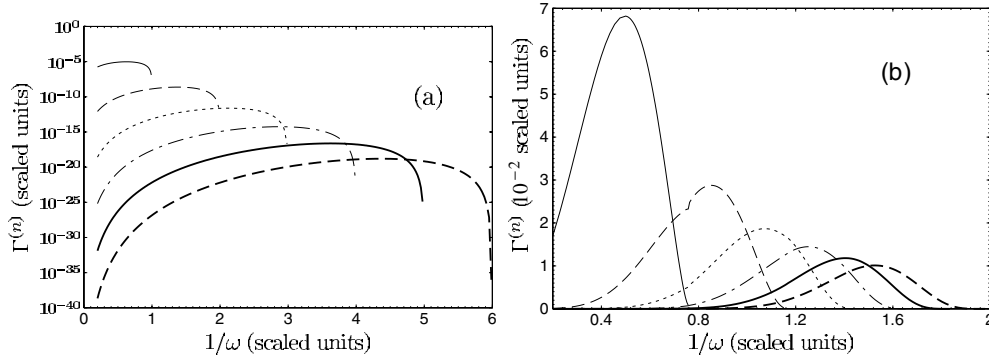 10⁰
10⁻⁵
10⁻¹⁰
10⁻¹⁵
10⁻²⁰
10⁻²⁵
10⁻³⁰
10⁻³⁵
10⁻⁴⁰
Γ⁽ⁿ⁾ (scaled units)
(a)
0 1 2 3 4 5 6
1/ω (scaled units)
7
6
5
4
3
2
1
0
Γ⁽ⁿ⁾ (10⁻² scaled units)
(b)
0.4 0.8 1.2 1.6 2
1/ω (scaled units)